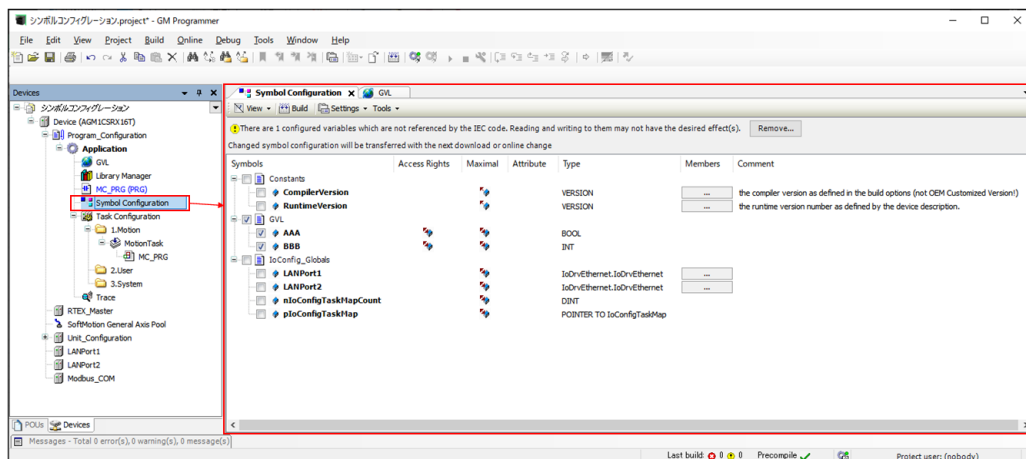 シンボルコンフィグレーション.project* - GM Programmer
File Edit View Project Build Online Debug Tools Window Help
Devices
シンボルコンフィグレーション
Device (AGM1CSRX16T)
Program_Configuration
Application
GVL
Library Manager
MC_PRG (PRG)
Symbol Configuration
Task Configuration
1.Motion
MotionTask
MC_PRG
2.User
3.System
Trace
RTEX_Master
SoftMotion General Axis Pool
Unit_Configuration
LANPort1
LANPort2
Modbus_COM
POUs Devices
Symbol Configuration GVL
View Build Settings Tools
There are 1 configured variables which are not referenced by the IEC code. Reading and writing to them may not have the desired effect(s). Remove...
Changed symbol configuration will be transferred with the next download or online change
Symbols Access Rights Maximal Attribute Type Members Comment
Constants
CompilerVersion VERSION ... the compiler version as defined in the build options (not OEM Customized Version!)
RuntimeVersion VERSION ... the runtime version number as defined by the device description.
GVL
AAA BOOL
BBB INT
IoConfig_Globals
LANPort1 IoDrvEthernet.IoDrvEthernet ...
LANPort2 IoDrvEthernet.IoDrvEthernet ...
nIoConfigTaskMapCount DINT
pIoConfigTaskMap POINTER TO IoConfigTaskMap
Messages - Total 0 error(s), 0 warning(s), 0 message(s)
Last build: 0 0 Precompile Project user: (nobody)